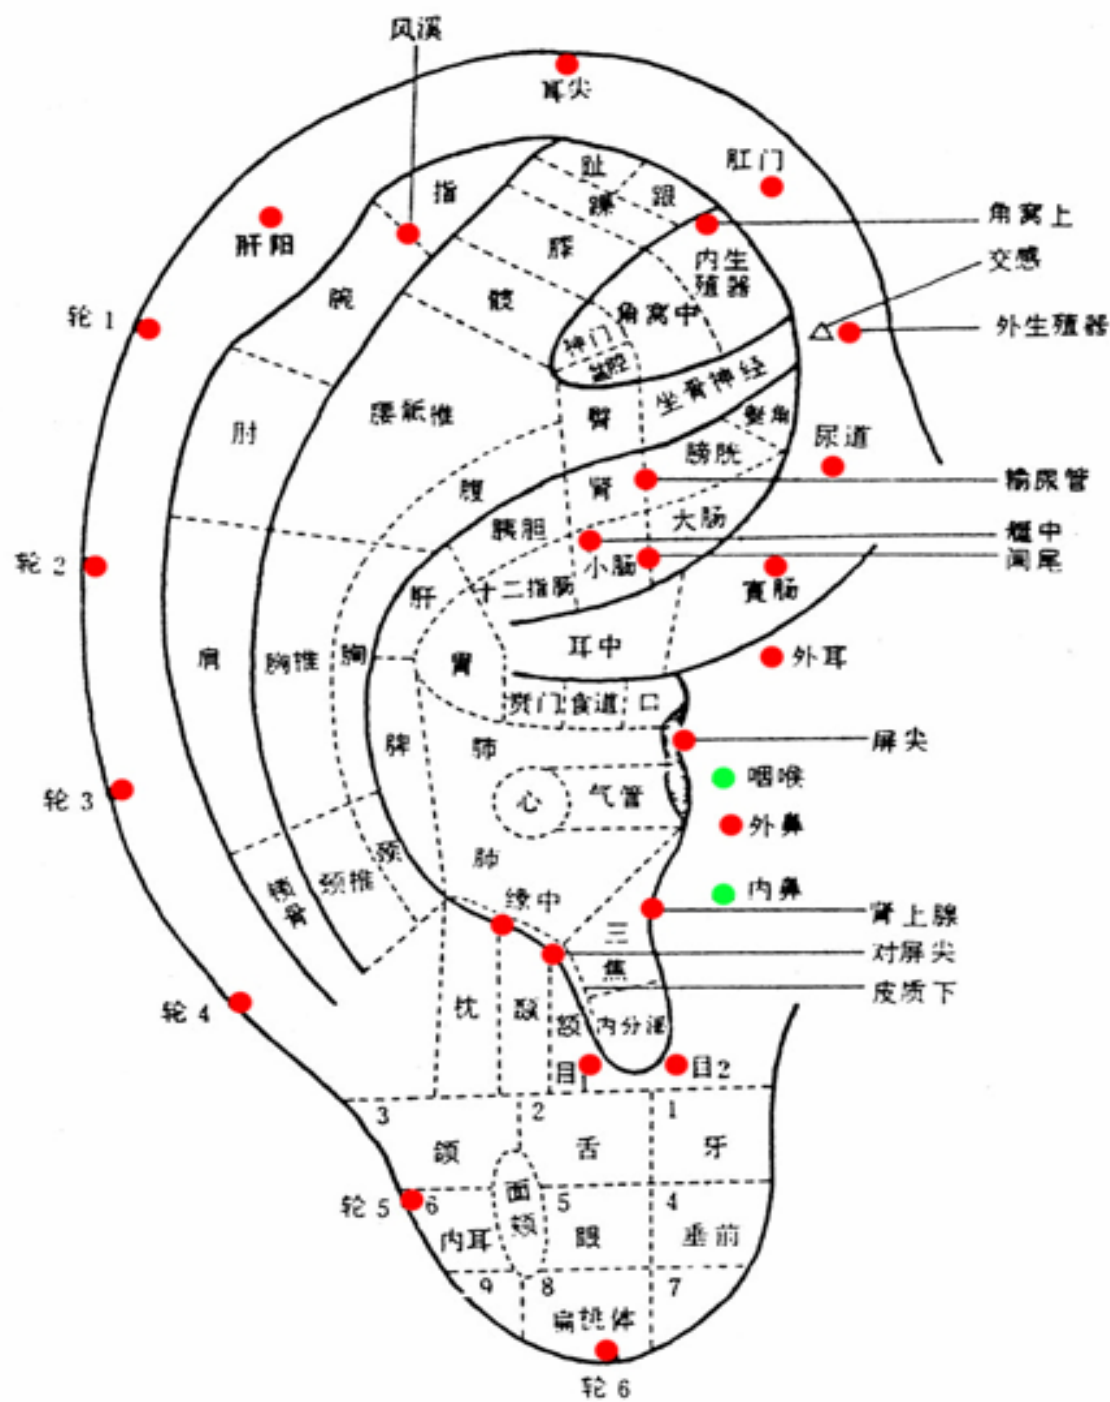 风溪
耳尖
肛门
趾
跟
踝
指
角窝上
肝阳
膝
内生
殖器
交感
腕
髋
角窝中
轮1
外生殖器
神门
盆腔
坐骨神经
腰骶椎
臀
艇角
肘
尿道
膀胱
腹
肾
输尿管
胰胆
大肠
艇中
轮2
小肠
阑尾
肝
十二指肠
直肠
耳中
肩
胸椎
胸
胃
外耳
贲门
食道
口
脾
肺
屏尖
咽喉
轮3
心
气管
外鼻
颈
肺
锁骨
颈椎
缘中
内鼻
肾上腺
三
焦
对屏尖
皮质下
轮4
枕
颞
额
内分泌
目1
目2
3
2
1
颌
舌
牙
面颊
轮5
6
5
4
内耳
眼
垂前
9
8
7
扁桃体
轮6